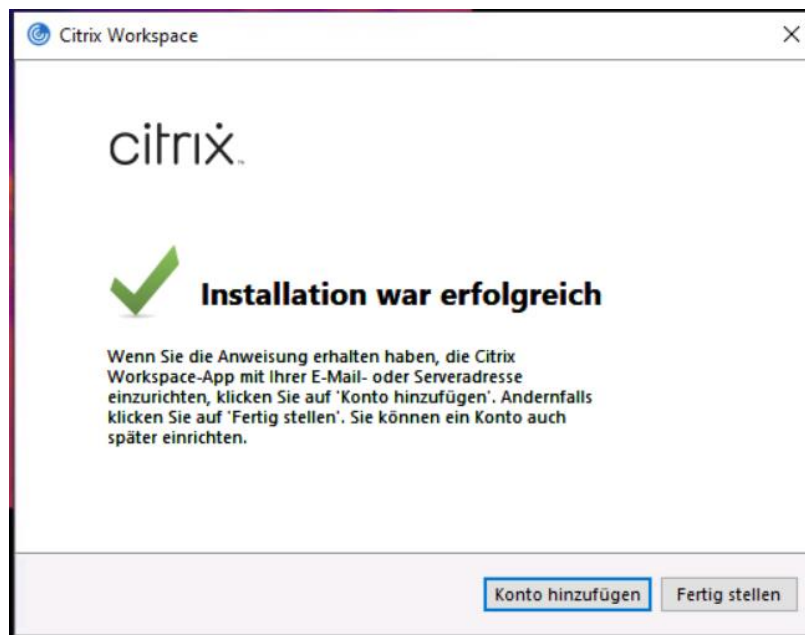 Citrix Workspace
citrix™
Installation war erfolgreich
Wenn Sie die Anweisung erhalten haben, die Citrix
Workspace-App mit Ihrer E-Mail- oder Serveradresse
einzurichten, klicken Sie auf 'Konto hinzufügen'. Andernfalls
klicken Sie auf 'Fertig stellen'. Sie können ein Konto auch
später einrichten.
Konto hinzufügen Fertig stellen